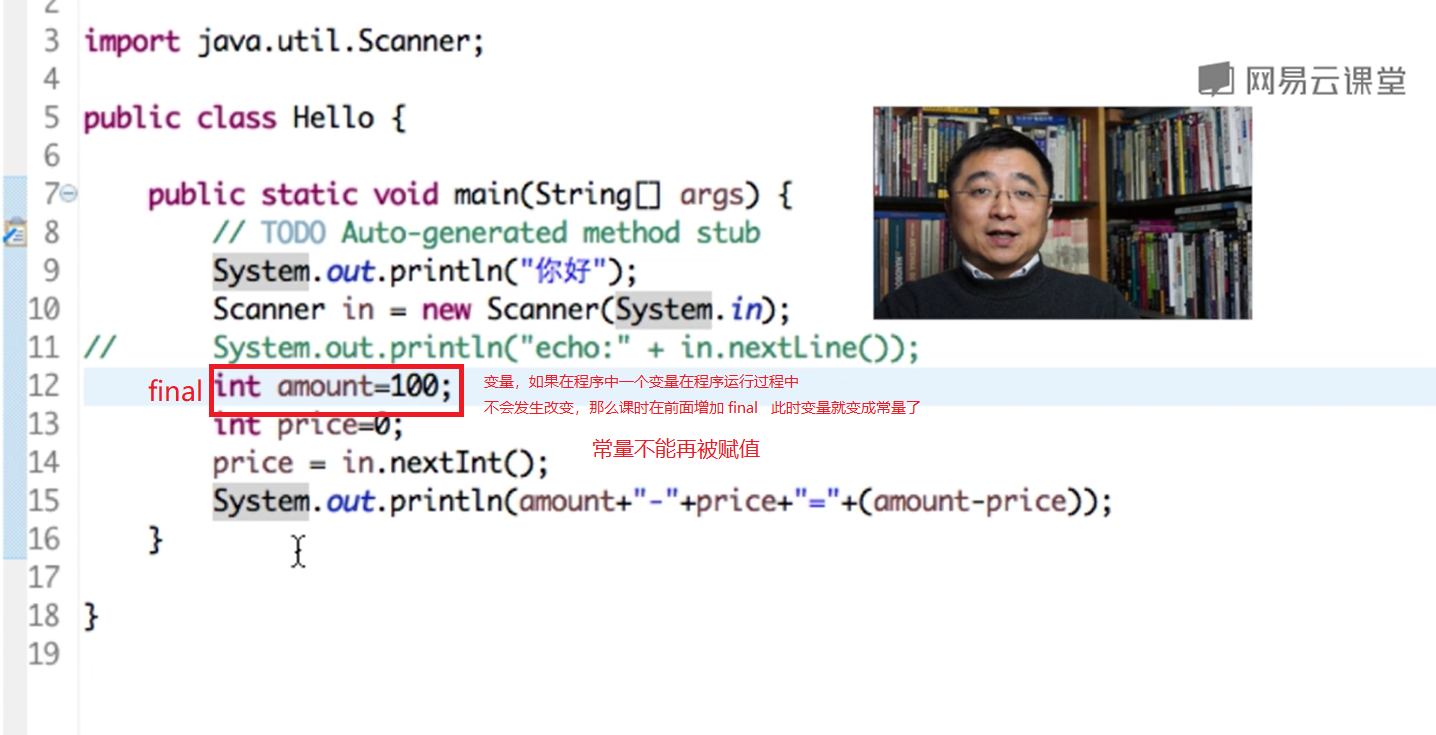 2
3 import java.util.Scanner;
4
网易云课堂
5 public class Hello {
6
7 public static void main(String[] args) {
8 // TODO Auto-generated method stub
9 System.out.println("你好");
10 Scanner in = new Scanner(System.in);
11 // System.out.println("echo:" + in.nextLine());
12 final int amount=100; 变量，如果在程序中一个变量在程序运行过程中
不会发生改变，那么课时在前面增加 final 此时变量就变成常量了
13 int price=0;
常量不能再被赋值
14 price = in.nextInt();
15 System.out.println(amount+"-"+price+"="+(amount-price));
16 }
17
18 }
19